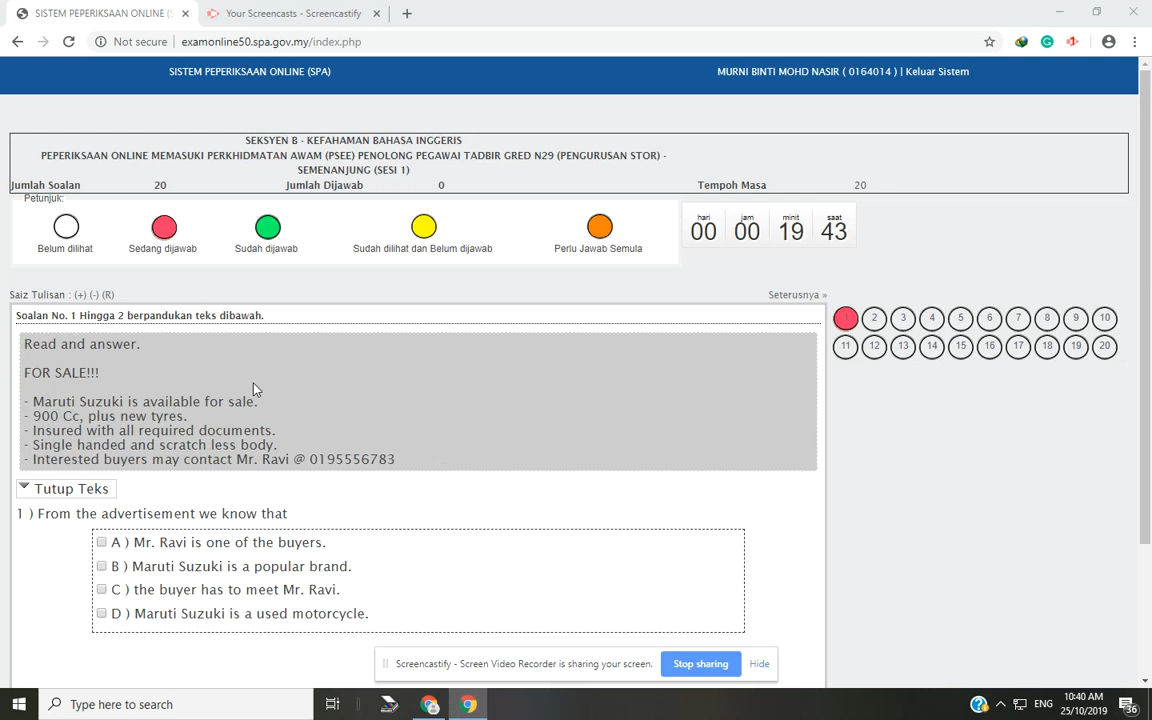 SISTEM PEPERIKSAAN ONLINE (S
Your Screencasts - Screencastify
Not secure
examonline50.spa.gov.my/index.php
SISTEM PEPERIKSAAN ONLINE (SPA)
MURNI BINTI MOHD NASIR ( 0164014 ) | Keluar Sistem
SEKSYEN B - KEFAHAMAN BAHASA INGGERIS
PEPERIKSAAN ONLINE MEMASUKI PERKHIDMATAN AWAM (PSEE) PENOLONG PEGAWAI TADBIR GRED N29 (PENGURUSAN STOR) -
SEMENANJUNG (SESI 1)
Jumlah Soalan 20 Jumlah Dijawab 0 Tempoh Masa 20
Petunjuk:
Belum dilihat Sedang dijawab Sudah dijawab Sudah dilihat dan Belum dijawab Perlu Jawab Semula
hari jam minit saat
00 00 19 43
Saiz Tulisan : (+) (-) (R)
Seterusnya »
Soalan No. 1 Hingga 2 berpandukan teks dibawah.
1 2 3 4 5 6 7 8 9 10
11 12 13 14 15 16 17 18 19 20
Read and answer.
FOR SALE!!!
- Maruti Suzuki is available for sale.
- 900 Cc, plus new tyres.
- Insured with all required documents.
- Single handed and scratch less body.
- Interested buyers may contact Mr. Ravi @ 0195556783
Tutup Teks
1 ) From the advertisement we know that
A ) Mr. Ravi is one of the buyers.
B ) Maruti Suzuki is a popular brand.
C ) the buyer has to meet Mr. Ravi.
D ) Maruti Suzuki is a used motorcycle.
Screencastify - Screen Video Recorder is sharing your screen.
Stop sharing
Hide
Type here to search
ENG
10:40 AM
25/10/2019
36